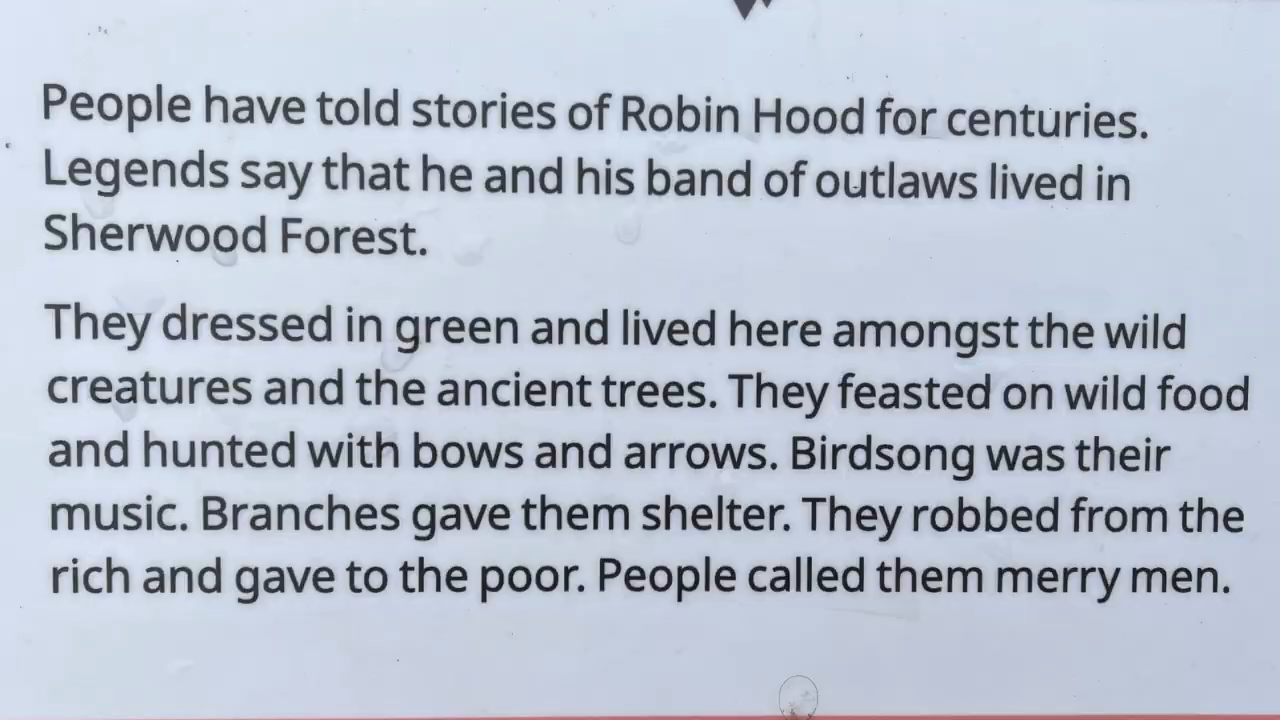 People have told stories of Robin Hood for centuries.
Legends say that he and his band of outlaws lived in
Sherwood Forest.
They dressed in green and lived here amongst the wild
creatures and the ancient trees. They feasted on wild food
and hunted with bows and arrows. Birdsong was their
music. Branches gave them shelter. They robbed from the
rich and gave to the poor. People called them merry men.